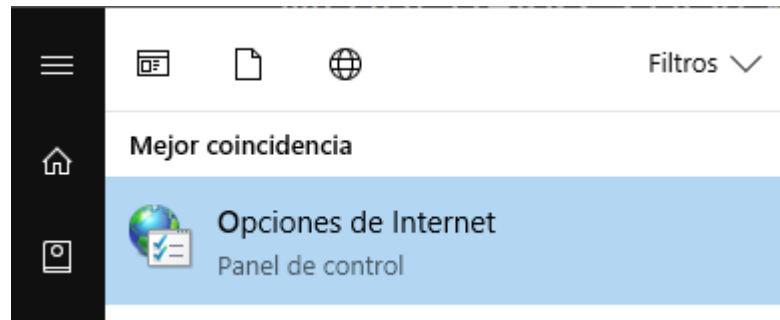 Filtros
Mejor coincidencia
Opciones de Internet
Panel de control